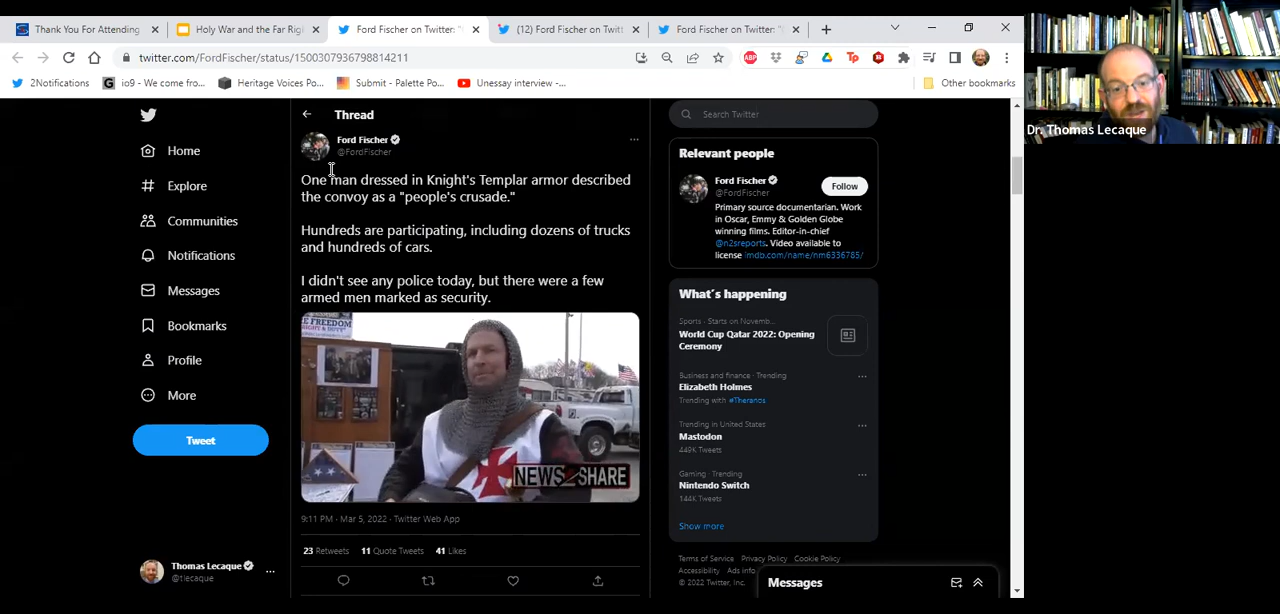 Thank You For Attending
Holy War and the Far Righ
Ford Fischer on Twitter: "
(12) Ford Fischer on Twitt
Ford Fischer on Twitter: "(
twitter.com/FordFischer/status/1500307936798814211
2Notifications
io9 - We come fro...
Heritage Voices Po...
Submit - Palette Po...
Unessay interview -...
Other bookmarks
Dr. Thomas Lecaque
Home
Explore
Communities
Notifications
Messages
Bookmarks
Profile
More
Tweet
Thomas Lecaque
@tlecaque
Thread
Ford Fischer
@FordFischer
One man dressed in Knight's Templar armor described
the convoy as a "people's crusade."
Hundreds are participating, including dozens of trucks
and hundreds of cars.
I didn't see any police today, but there were a few
armed men marked as security.
E FREEDOM
RIGHT & DUTY
NEWS2SHARE
9:11 PM · Mar 5, 2022 · Twitter Web App
23 Retweets 11 Quote Tweets 41 Likes
Search Twitter
Relevant people
Ford Fischer
@FordFischer
Follow
Primary source documentarian. Work
in Oscar, Emmy & Golden Globe
winning films. Editor-in-chief
@n2sreports. Video available to
license imdb.com/name/nm6336785/
What's happening
Sports · Starts on Novemb...
World Cup Qatar 2022: Opening
Ceremony
Business and finance · Trending
Elizabeth Holmes
Trending with #Theranos
Trending in United States
Mastodon
449K Tweets
Gaming · Trending
Nintendo Switch
144K Tweets
Show more
Terms of Service Privacy Policy Cookie Policy
Accessibility Ads info
© 2022 Twitter, Inc.
Messages